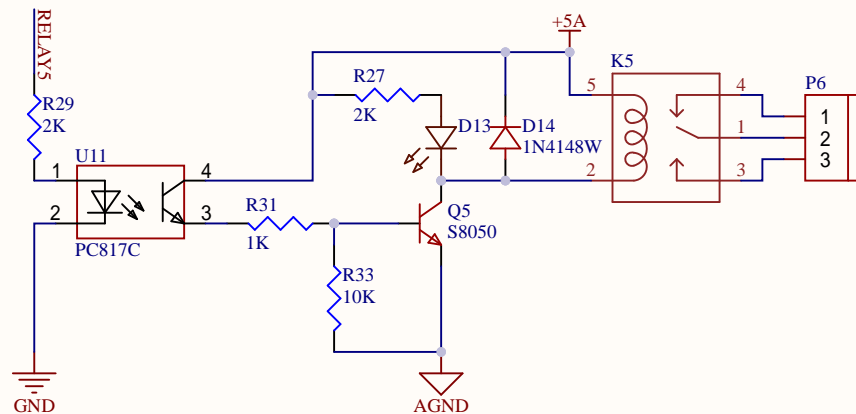 +5A
RELAY5
K5
R27
2K
5
4
P6
R29
2K
D13
D14
1N4148W
1
1
2
3
U11
1
4
2
3
2
3
R31
1K
Q5
S8050
PC817C
R33
10K
GND
AGND